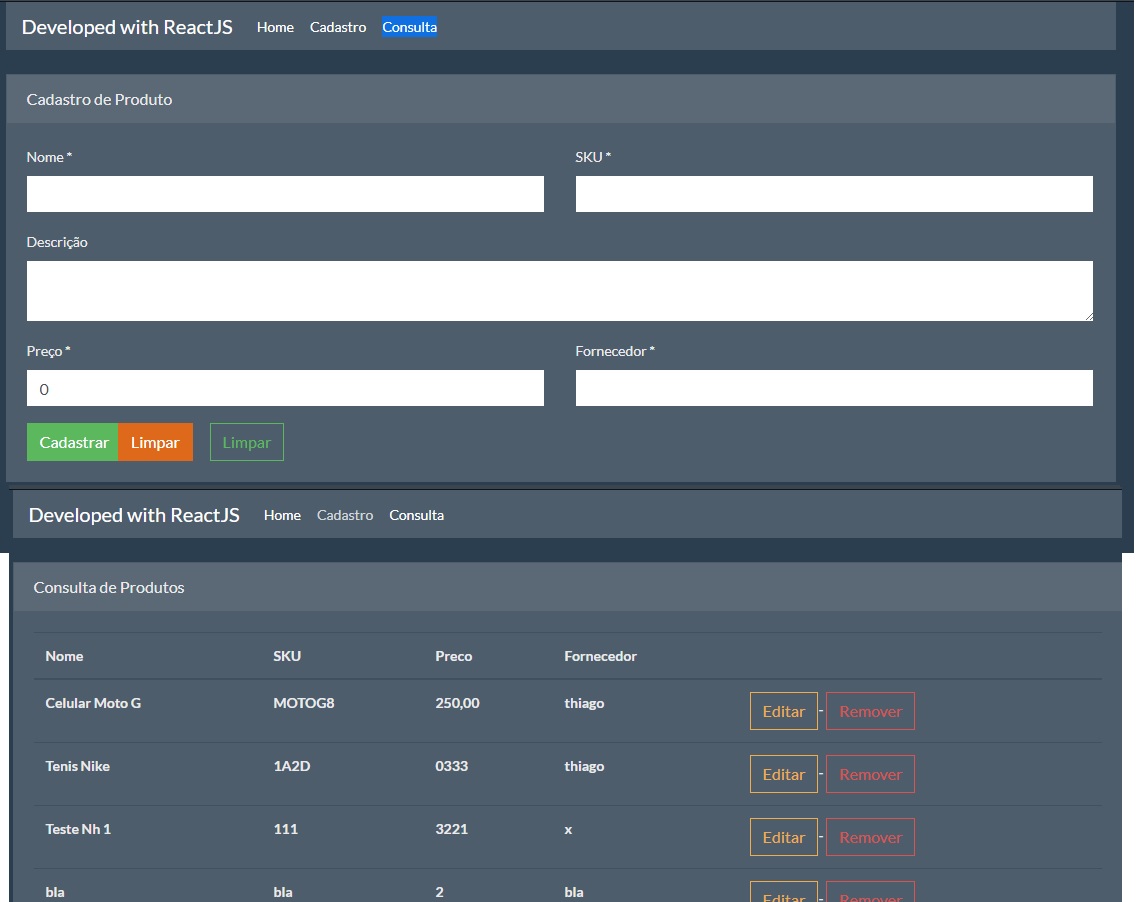 Developed with ReactJS Home Cadastro Consulta
Cadastro de Produto
Nome * SKU *
Descrição
Preço * Fornecedor *
0
Cadastrar Limpar Limpar
Developed with ReactJS Home Cadastro Consulta
Consulta de Produtos
Nome SKU Preco Fornecedor
Celular Moto G MOTOG8 250,00 thiago Editar - Remover
Tenis Nike 1A2D 0333 thiago Editar - Remover
Teste Nh 1 111 3221 x Editar - Remover
bla bla 2 bla Editar - Remover